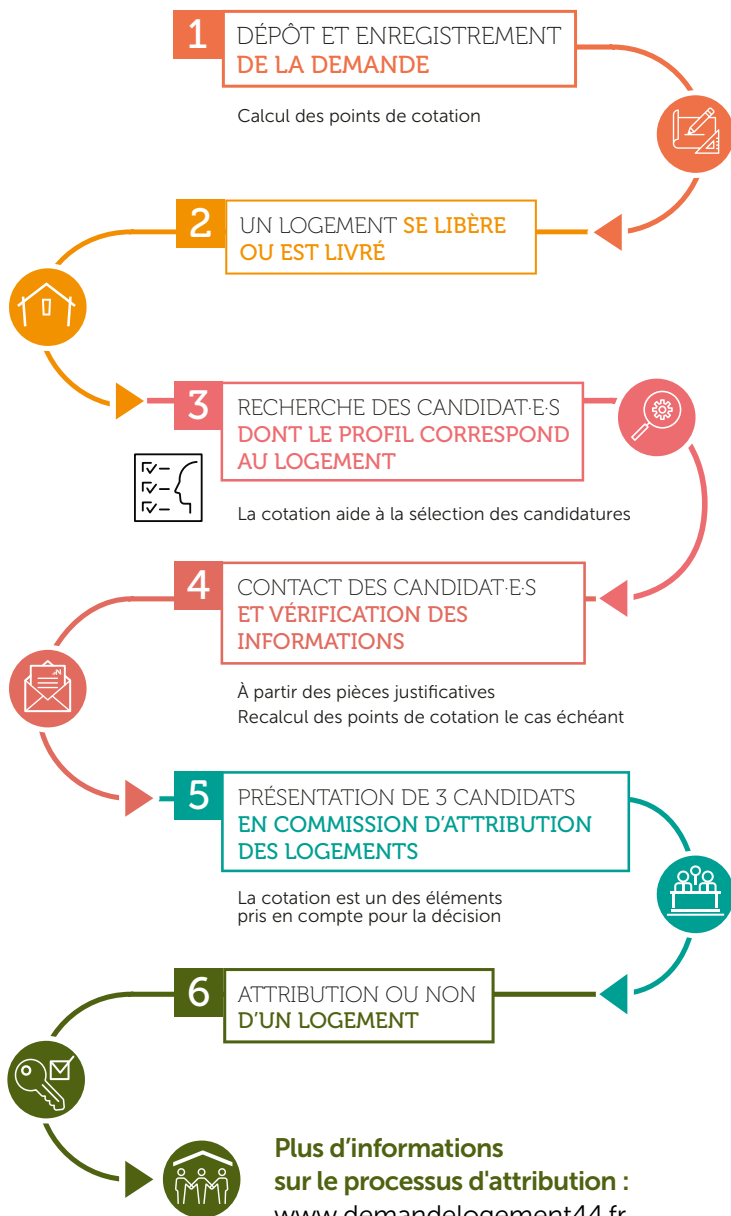 1
DÉPÔT ET ENREGISTREMENT
DE LA DEMANDE
Calcul des points de cotation
2
UN LOGEMENT SE LIBÈRE
OU EST LIVRÉ
3
RECHERCHE DES CANDIDAT·E·S
DONT LE PROFIL CORRESPOND
AU LOGEMENT
La cotation aide à la sélection des candidatures
4
CONTACT DES CANDIDAT·E·S
ET VÉRIFICATION DES
INFORMATIONS
À partir des pièces justificatives
Recalcul des points de cotation le cas échéant
5
PRÉSENTATION DE 3 CANDIDATS
EN COMMISSION D’ATTRIBUTION
DES LOGEMENTS
La cotation est un des éléments
pris en compte pour la décision
6
ATTRIBUTION OU NON
D’UN LOGEMENT
Plus d’informations
sur le processus d'attribution :
www.demandelogement44.fr